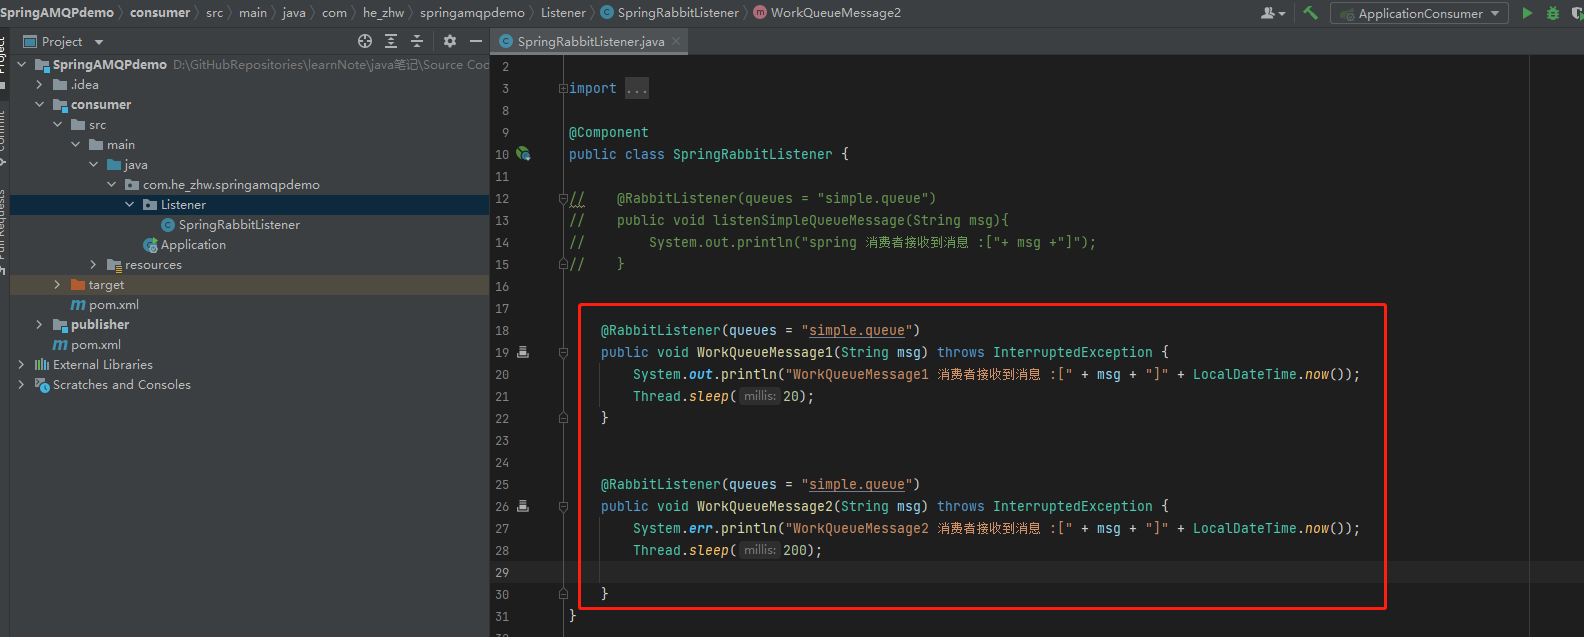 SpringAMQPdemo consumer src main java com he_zhw springamqpdemo Listener SpringRabbitListener WorkQueueMessage2
ApplicationConsumer
Project
SpringRabbitListener.java
SpringAMQPdemo D:\GitHubRepositories\learnNote\java笔记\Source Cod
.idea
consumer
src
main
java
com.he_zhw.springamqpdemo
Listener
SpringRabbitListener
Application
resources
target
pom.xml
publisher
pom.xml
External Libraries
Scratches and Consoles
Project
Commit
Pull Requests
2
3 import ...
8
9 @Component
10 public class SpringRabbitListener {
11
12 // @RabbitListener(queues = "simple.queue")
13 // public void listenSimpleQueueMessage(String msg){
14 // System.out.println("spring 消费者接收到消息 :["+ msg +"]");
15 // }
16
17
18 @RabbitListener(queues = "simple.queue")
19 public void WorkQueueMessage1(String msg) throws InterruptedException {
20 System.out.println("WorkQueueMessage1 消费者接收到消息 :[" + msg + "]" + LocalDateTime.now());
21 Thread.sleep( millis: 20);
22 }
23
24
25 @RabbitListener(queues = "simple.queue")
26 public void WorkQueueMessage2(String msg) throws InterruptedException {
27 System.err.println("WorkQueueMessage2 消费者接收到消息 :[" + msg + "]" + LocalDateTime.now());
28 Thread.sleep( millis: 200);
29
30 }
31 }